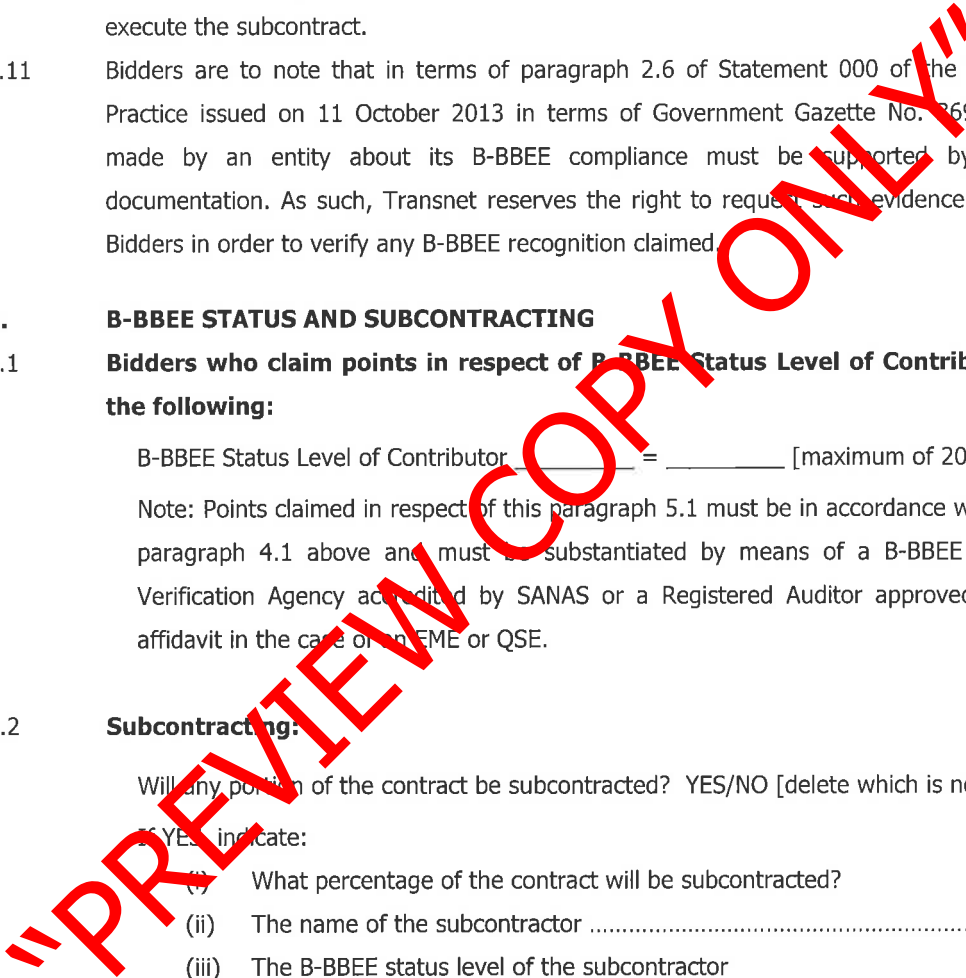 execute the subcontract.
.11 Bidders are to note that in terms of paragraph 2.6 of Statement 000 of the
Practice issued on 11 October 2013 in terms of Government Gazette No. 369
made by an entity about its B-BBEE compliance must be supported by
documentation. As such, Transnet reserves the right to request such evidence
Bidders in order to verify any B-BBEE recognition claimed.
. B-BBEE STATUS AND SUBCONTRACTING
.1 Bidders who claim points in respect of B-BBEE Status Level of Contrib
the following:
B-BBEE Status Level of Contributor __________ = __________ [maximum of 20
Note: Points claimed in respect of this paragraph 5.1 must be in accordance w
paragraph 4.1 above and must be substantiated by means of a B-BBEE
Verification Agency accredited by SANAS or a Registered Auditor approved
affidavit in the case of an EME or QSE.
.2 Subcontracting:
Will any portion of the contract be subcontracted? YES/NO [delete which is no
If YES, indicate:
(i) What percentage of the contract will be subcontracted?
(ii) The name of the subcontractor ......................................................
(iii) The B-BBEE status level of the subcontractor
"PREVIEW COPY ONLY"